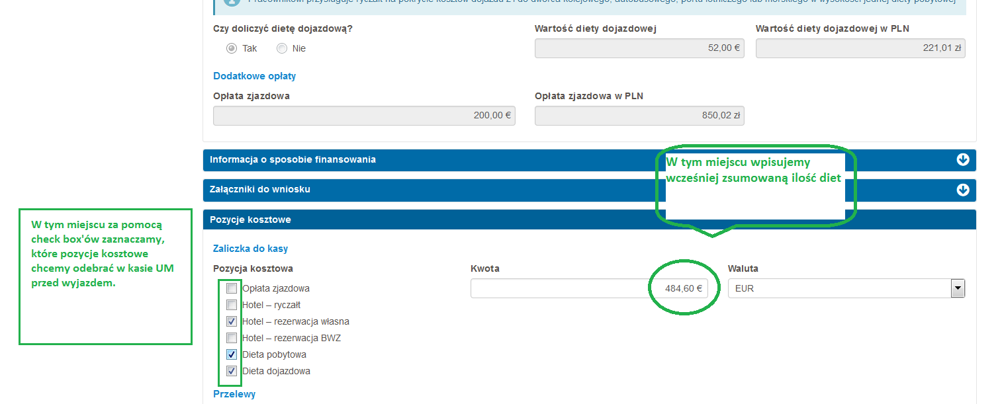 Pracownikowi przysługuje ryczałt na pokrycie kosztów dojazdu z i do dworca kolejowego, autobusowego, portu lotniczego lub morskiego w wysokości jednej diety pobytowej
Czy doliczyć dietę dojazdową?
Wartość diety dojazdowej
Wartość diety dojazdowej w PLN
Tak
Nie
52,00 €
221,01 zł
Dodatkowe opłaty
Opłata zjazdowa
Opłata zjazdowa w PLN
200,00 €
850,02 zł
Informacja o sposobie finansowania
W tym miejscu wpisujemy
wcześniej zsumowaną ilość diet
Załączniki do wniosku
Pozycje kosztowe
W tym miejscu za pomocą
check box'ów zaznaczamy,
które pozycje kosztowe
chcemy odebrać w kasie UM
przed wyjazdem.
Zaliczka do kasy
Pozycja kosztowa
Kwota
Waluta
Opłata zjazdowa
484,60 €
EUR
Hotel – ryczałt
Hotel – rezerwacja własna
Hotel – rezerwacja BWZ
Dieta pobytowa
Dieta dojazdowa
Przelewy